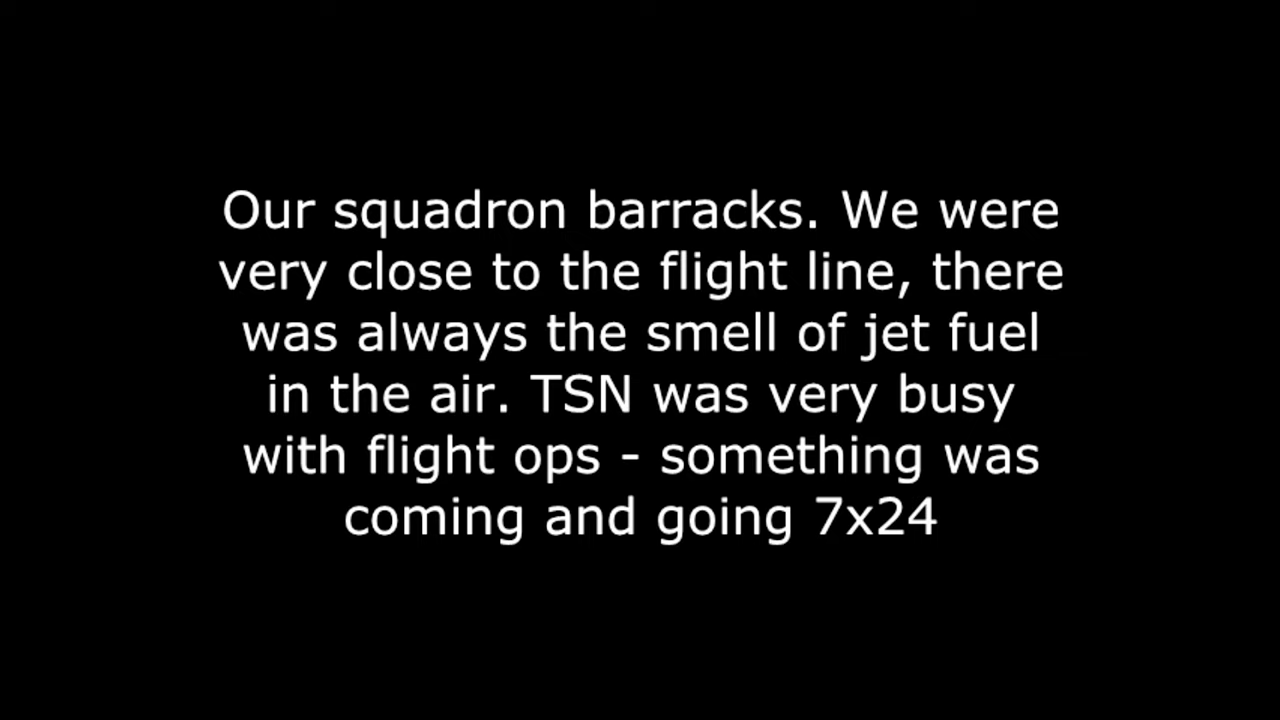 Our squadron barracks. We were
very close to the flight line, there
was always the smell of jet fuel
in the air. TSN was very busy
with flight ops - something was
coming and going 7x24